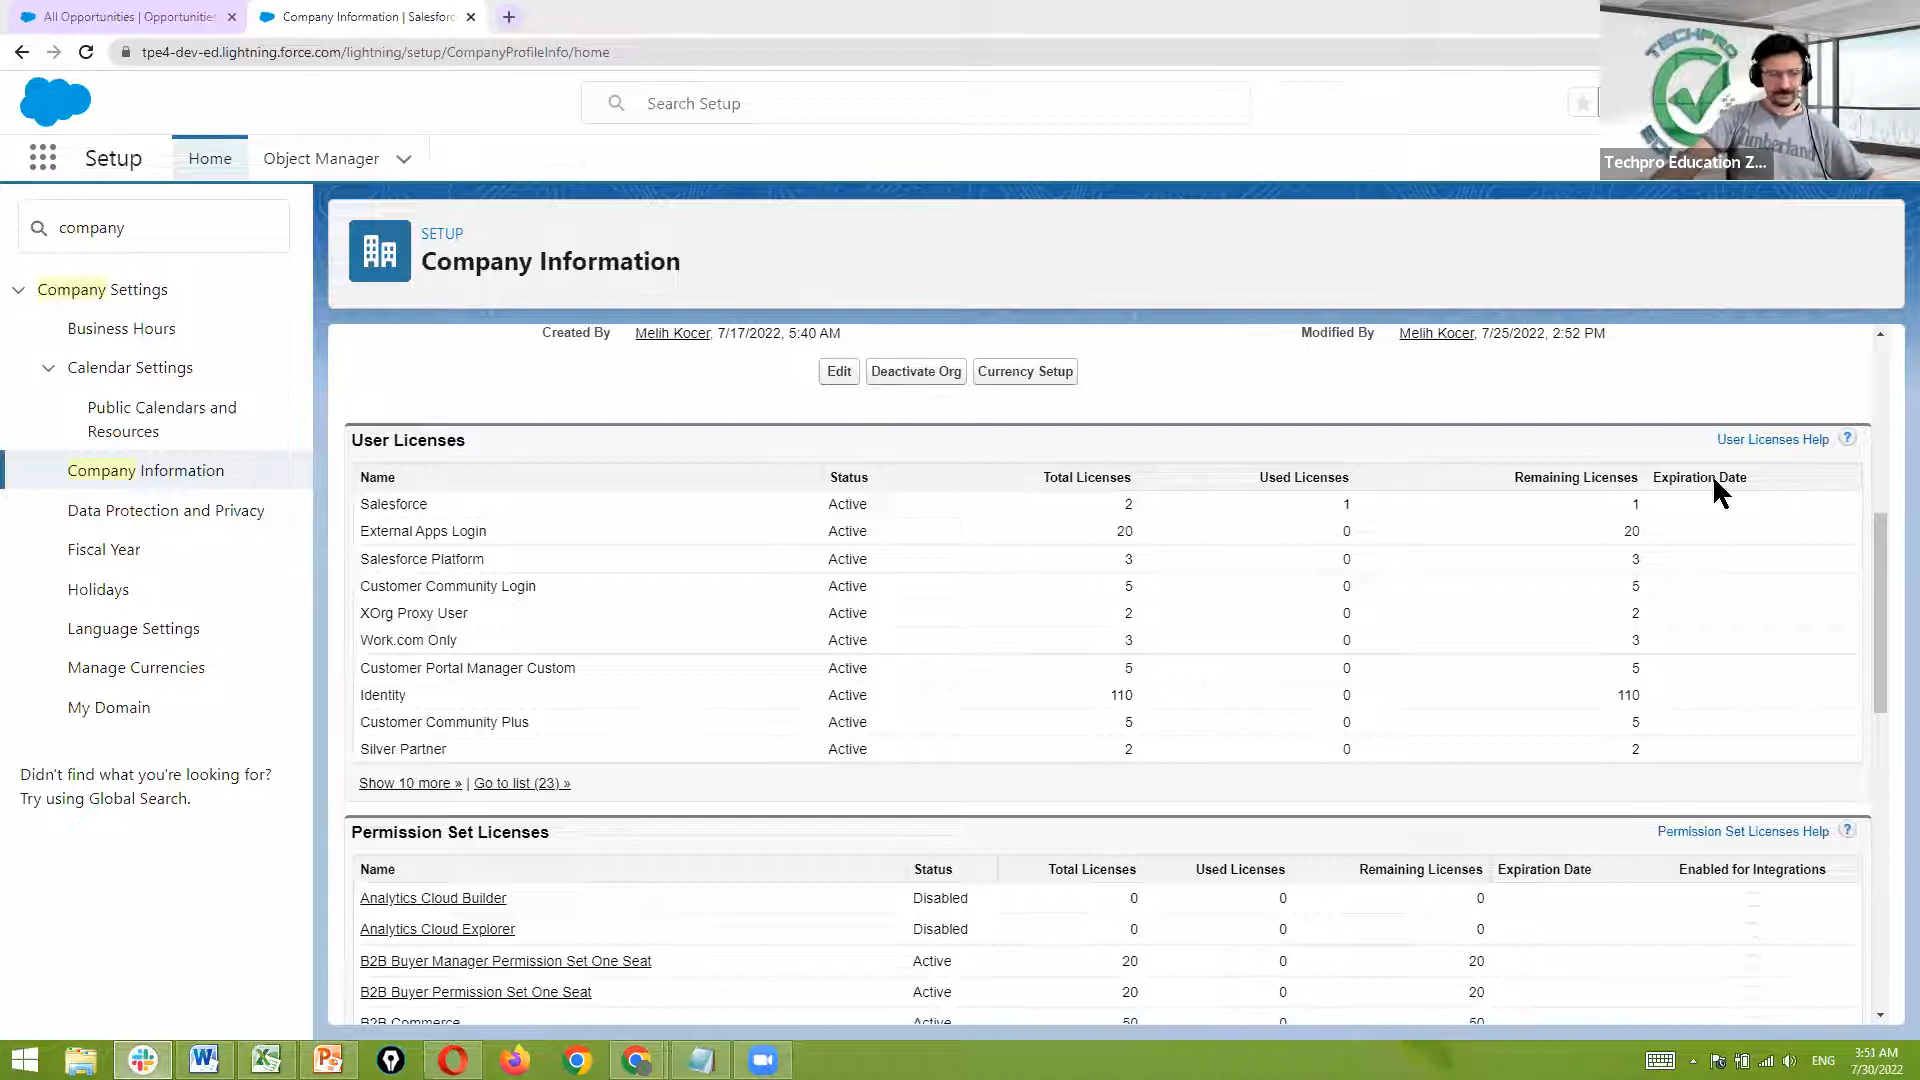 All Opportunities | Opportunities
Company Information | Salesforc
tpe4-dev-ed.lightning.force.com/lightning/setup/CompanyProfileInfo/home
TECHPRO
Timberland
Techpro Education Z...
Search Setup
Setup
Home
Object Manager
company
SETUP
Company Information
Company Settings
Business Hours
Calendar Settings
Public Calendars and
Resources
Company Information
Data Protection and Privacy
Fiscal Year
Holidays
Language Settings
Manage Currencies
My Domain
Didn't find what you're looking for?
Try using Global Search.
Created By Melih Kocer, 7/17/2022, 5:40 AM Modified By Melih Kocer, 7/25/2022, 2:52 PM
Edit Deactivate Org Currency Setup
User Licenses User Licenses Help ?
Name Status Total Licenses Used Licenses Remaining Licenses Expiration Date
Salesforce Active 2 1 1
External Apps Login Active 20 0 20
Salesforce Platform Active 3 0 3
Customer Community Login Active 5 0 5
XOrg Proxy User Active 2 0 2
Work.com Only Active 3 0 3
Customer Portal Manager Custom Active 5 0 5
Identity Active 110 0 110
Customer Community Plus Active 5 0 5
Silver Partner Active 2 0 2
Show 10 more » | Go to list (23) »
Permission Set Licenses Permission Set Licenses Help ?
Name Status Total Licenses Used Licenses Remaining Licenses Expiration Date Enabled for Integrations
Analytics Cloud Builder Disabled 0 0 0
Analytics Cloud Explorer Disabled 0 0 0
B2B Buyer Manager Permission Set One Seat Active 20 0 20
B2B Buyer Permission Set One Seat Active 20 0 20
B2B Commerce Active 50 0 50
ENG
3:51 AM
7/30/2022